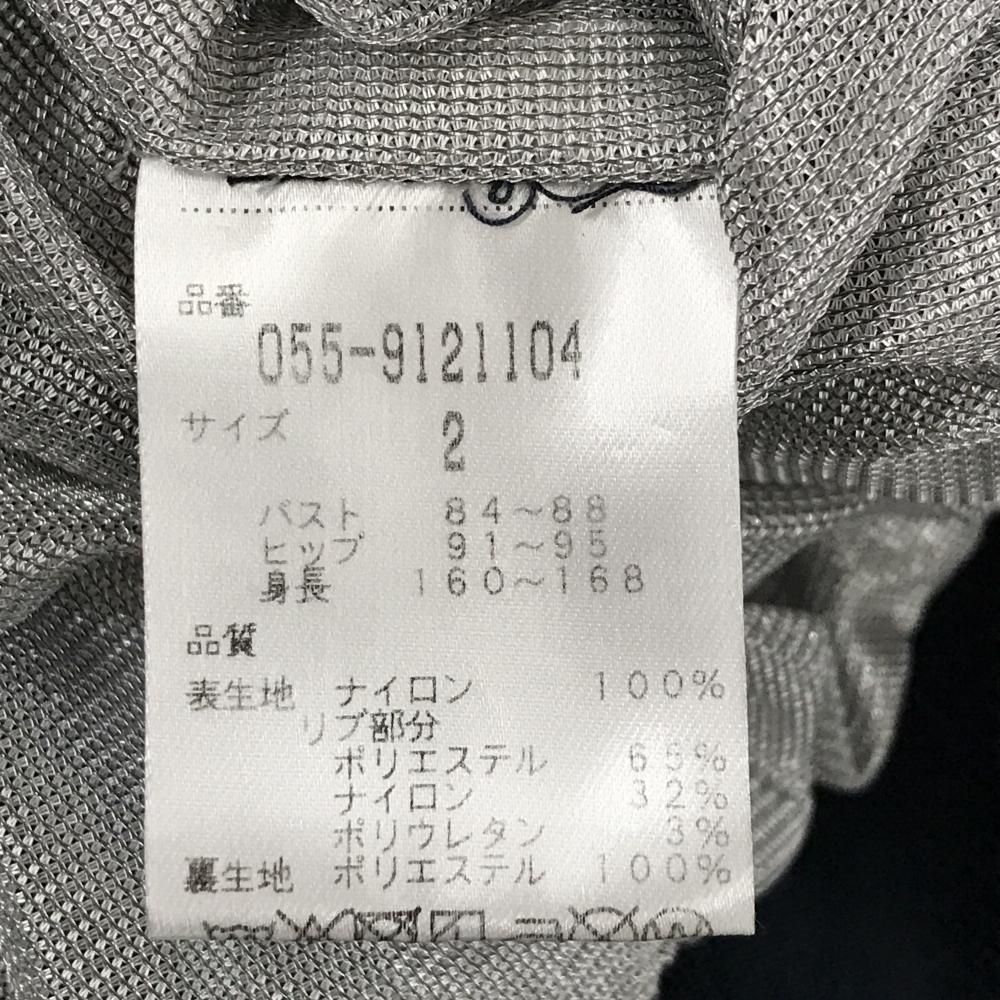 品番
055-9121104
サイズ 2
バスト 84~88
ヒップ 91~95
身長 160~168
品質
表生地 ナイロン 100%
リブ部分
ポリエステル 65%
ナイロン 32%
ポリウレタン 3%
裏生地 ポリエステル 100%